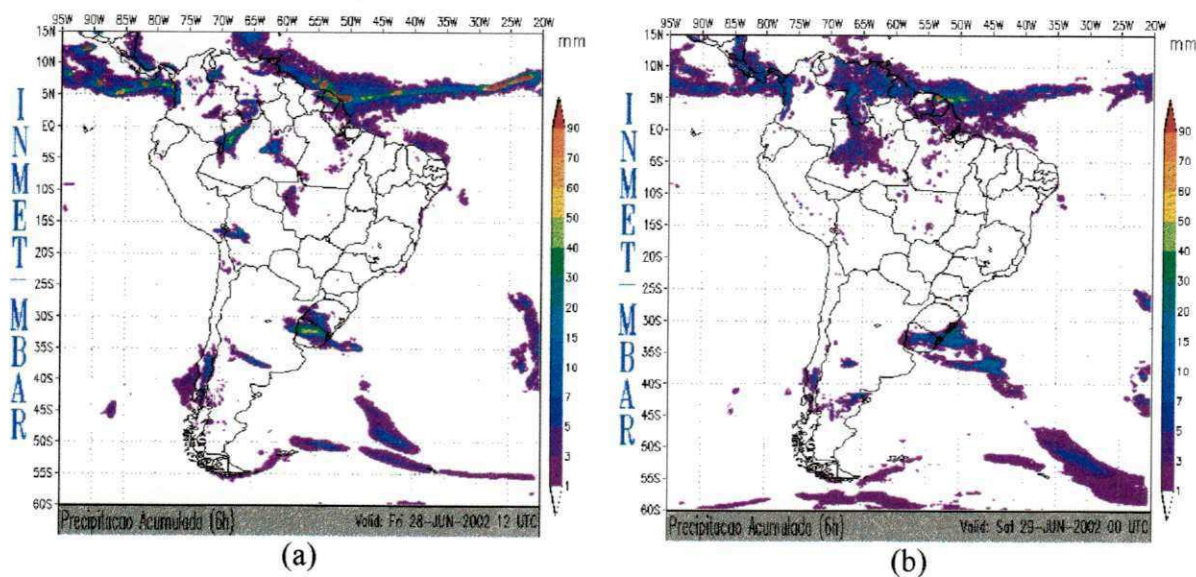 95W 90W 85W 80W 75W 70W 65W 60W 55W 50W 45W 40W 35W 30W 25W 20W
15N
10N
5N
EQ
5S
10S
15S
20S
25S
30S
35S
40S
45S
50S
55S
60S
INMET – MBAR
mm
90
70
60
50
40
30
20
15
10
7
5
3
1
Precipitacao Acumulada (6h) Valid: Fri 28-JUN-2002 12 UTC
(a)
95W 90W 85W 80W 75W 70W 65W 60W 55W 50W 45W 40W 35W 30W 25W 20W
15N
10N
5N
EQ
5S
10S
15S
20S
25S
30S
35S
40S
45S
50S
55S
60S
INMET – MBAR
mm
90
70
60
50
40
30
20
15
10
7
5
3
1
Precipitacao Acumulada (6h) Valid: Sat 29-JUN-2002 00 UTC
(b)